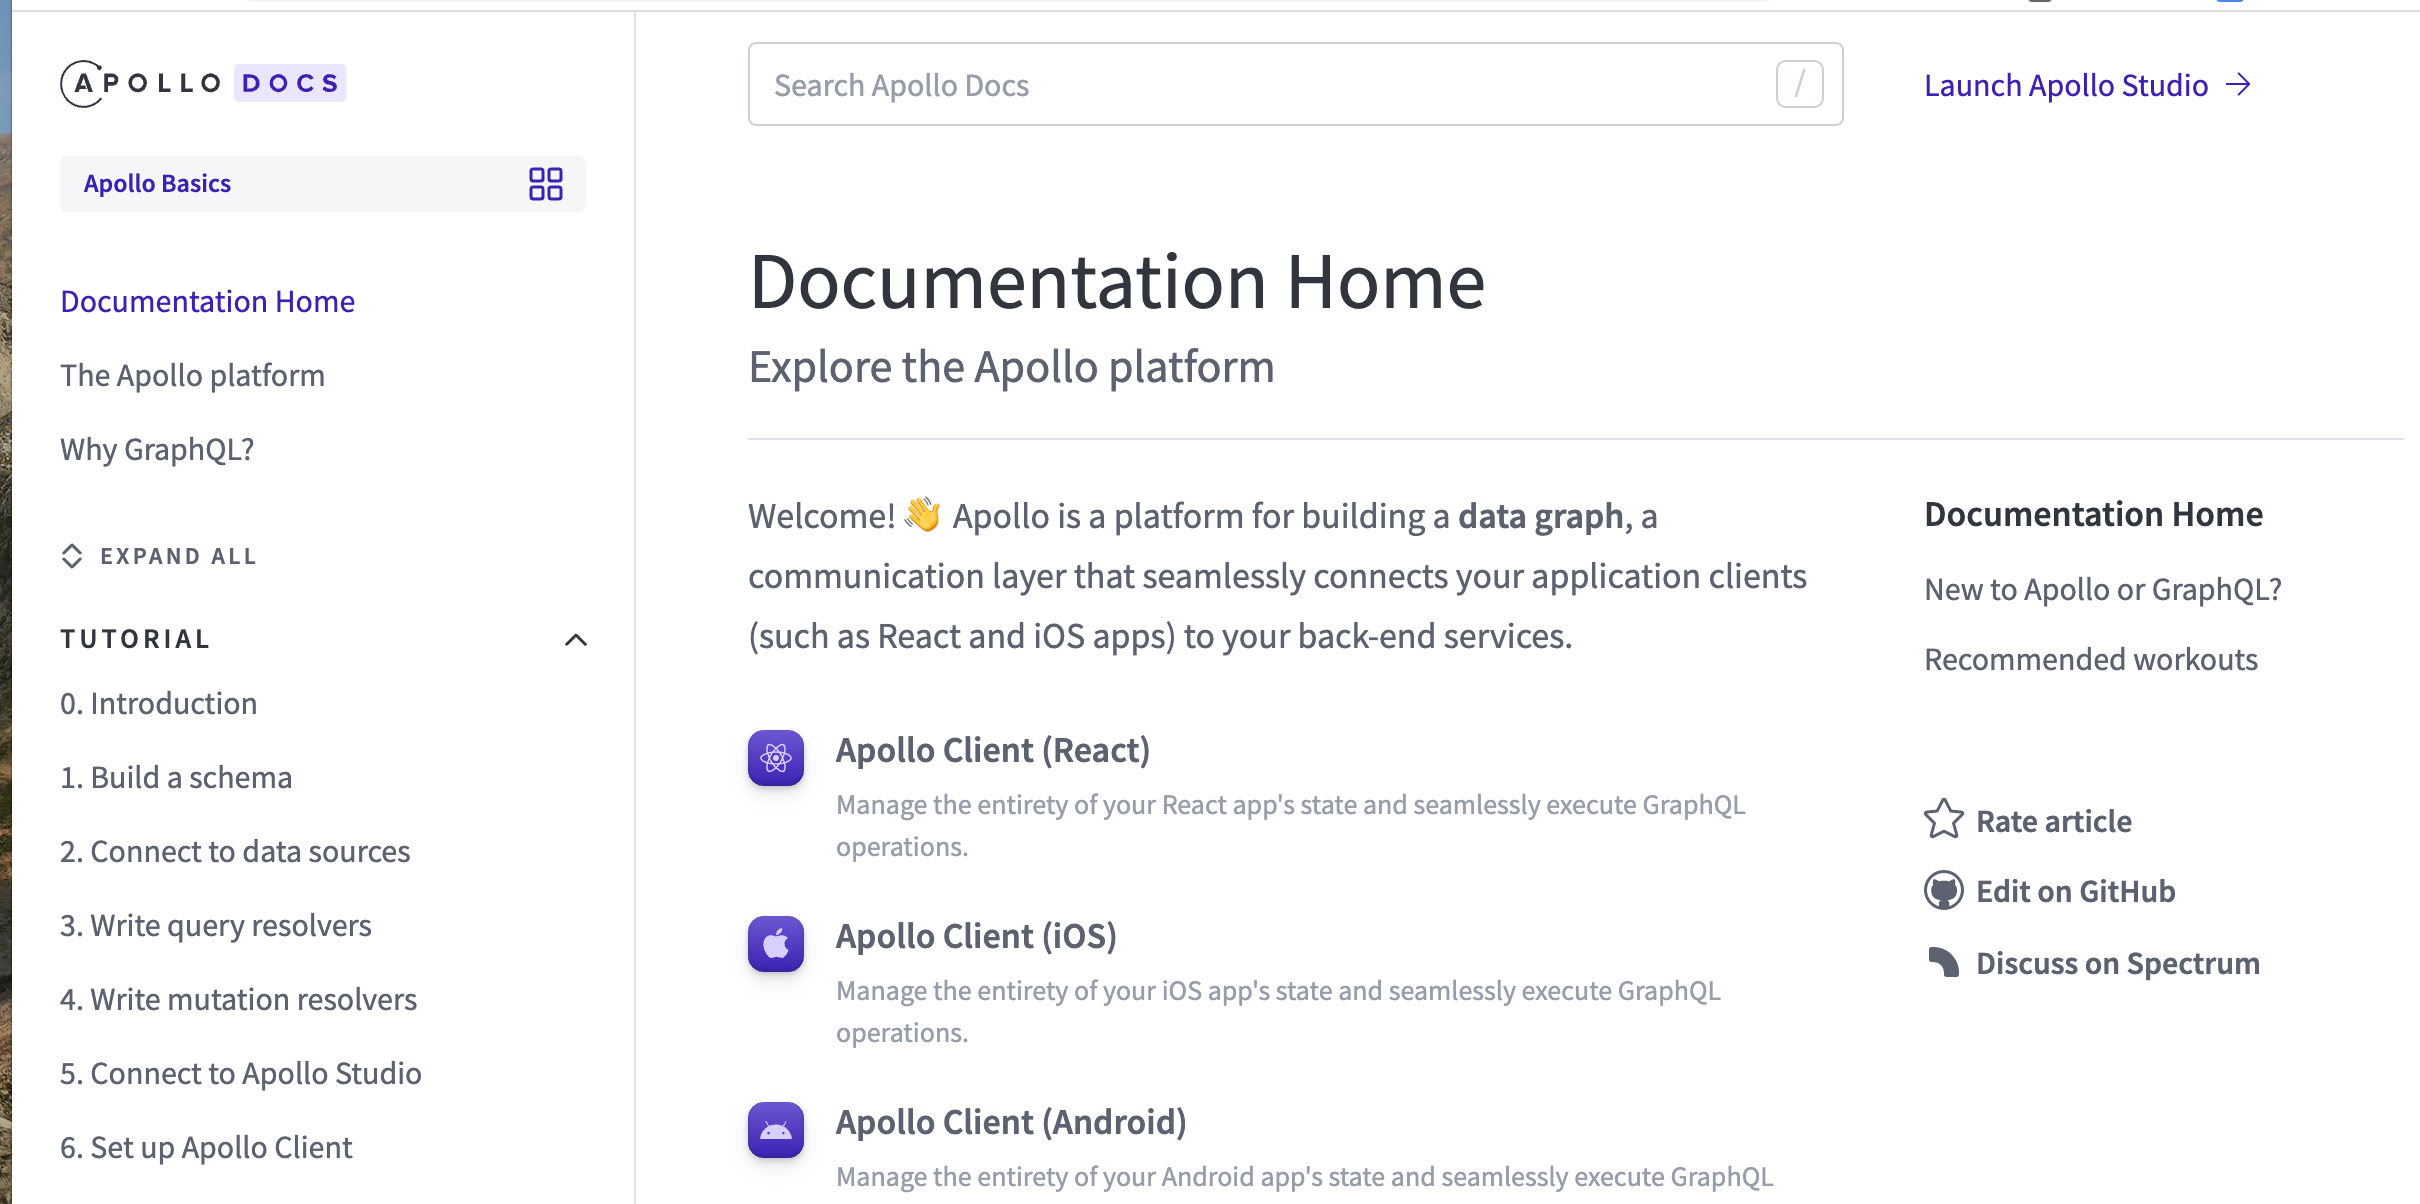 APOLLO DOCS
Apollo Basics
Documentation Home
The Apollo platform
Why GraphQL?
EXPAND ALL
TUTORIAL
0. Introduction
1. Build a schema
2. Connect to data sources
3. Write query resolvers
4. Write mutation resolvers
5. Connect to Apollo Studio
6. Set up Apollo Client
Search Apollo Docs /
Launch Apollo Studio →
Documentation Home
Explore the Apollo platform
Welcome! 👋 Apollo is a platform for building a data graph, a
communication layer that seamlessly connects your application clients
(such as React and iOS apps) to your back-end services.
Apollo Client (React)
Manage the entirety of your React app's state and seamlessly execute GraphQL
operations.
Apollo Client (iOS)
Manage the entirety of your iOS app's state and seamlessly execute GraphQL
operations.
Apollo Client (Android)
Manage the entirety of your Android app's state and seamlessly execute GraphQL
Documentation Home
New to Apollo or GraphQL?
Recommended workouts
Rate article
Edit on GitHub
Discuss on Spectrum